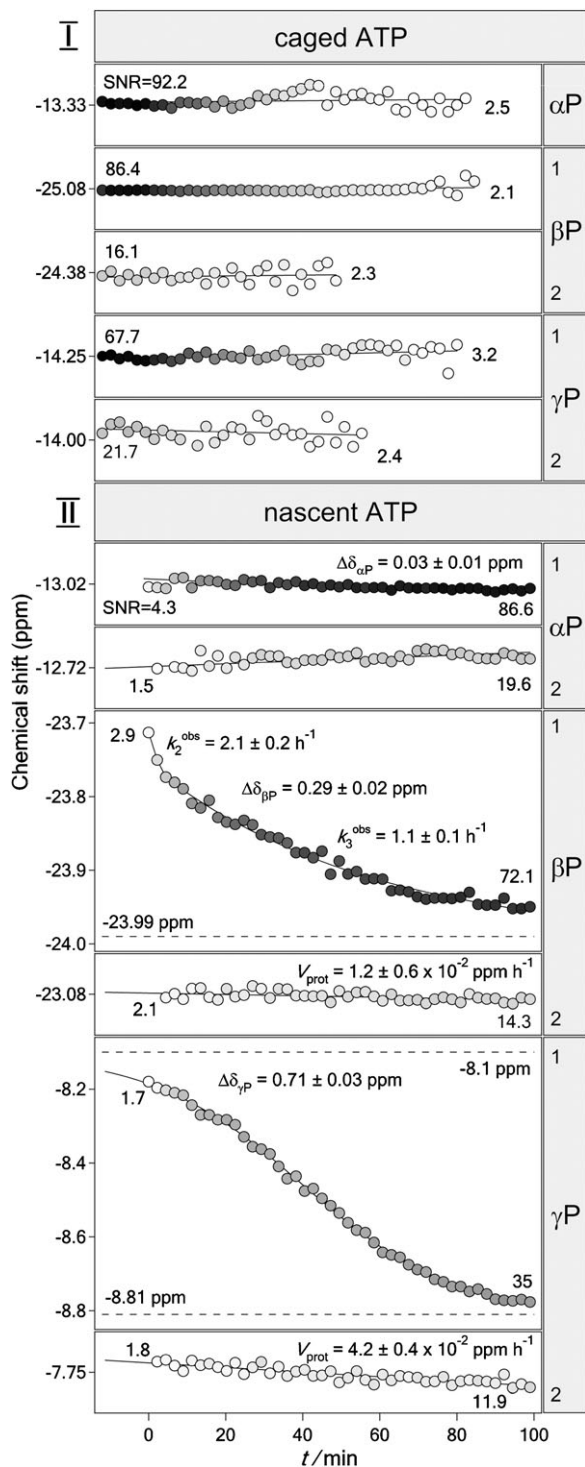 I caged ATP
SNR=92.2
-13.33
2.5
αP
86.4
1
-25.08
2.1
βP
16.1
-24.38
2.3
2
67.7
1
-14.25
3.2
γP
-14.00
21.7
2.4
2
II nascent ATP
Δδ_αP = 0.03 ± 0.01 ppm
1
-13.02
SNR=4.3
86.6
αP
-12.72
1.5
19.6
2
Chemical shift (ppm)
-23.7
2.9
k₂^obs = 2.1 ± 0.2 h⁻¹
1
-23.8
Δδ_βP = 0.29 ± 0.02 ppm
k₃^obs = 1.1 ± 0.1 h⁻¹
-23.9
72.1
βP
-23.99 ppm
-24.0
V_prot = 1.2 ± 0.6 x 10⁻² ppm h⁻¹
-23.08
2.1
14.3
2
-8.1 ppm
1
-8.2
1.7
Δδ_γP = 0.71 ± 0.03 ppm
-8.4
-8.6
γP
35
-8.81 ppm
-8.8
1.8
V_prot = 4.2 ± 0.4 x 10⁻² ppm h⁻¹
-7.75
11.9
2
0 20 40 60 80 100
t / min